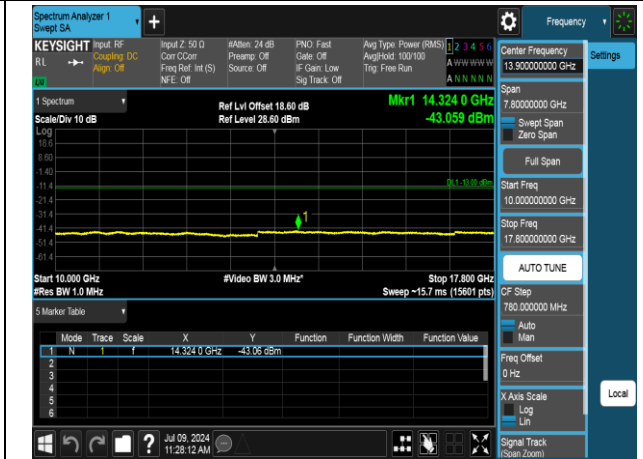 Spectrum Analyzer 1
Swept SA
+
Frequency
KEYSIGHT
RL
LV
Input: RF
Coupling: DC
Align: Off
Input Z: 50 Ω
Corr CCorr
Freq Ref: Int (S)
NFE: Off
#Atten: 24 dB
Preamp: Off
Source: Off
PNO: Fast
Gate: Off
IF Gain: Low
Sig Track: Off
Avg Type: Power (RMS)
Avg|Hold: 100/100
Trig: Free Run
1 2 3 4 5 6
A W W W W W
A N N N N N
1 Spectrum
Scale/Div 10 dB
Ref Lvl Offset 18.60 dB
Ref Level 28.60 dBm
Mkr1 14.324 0 GHz
-43.059 dBm
Log
18.6
8.60
-1.40
-11.4
-21.4
-31.4
-41.4
-51.4
-61.4
DL1 -13.00 dBm
1
Start 10.000 GHz
#Video BW 3.0 MHz*
Stop 17.800 GHz
#Res BW 1.0 MHz
Sweep ~15.7 ms (15601 pts)
5 Marker Table
Mode Trace Scale X Y Function Function Width Function Value
1 N 1 f 14.324 0 GHz -43.06 dBm
2
3
4
5
6
Jul 09, 2024
11:28:12 AM
Center Frequency
13.900000000 GHz
Settings
Span
7.80000000 GHz
Swept Span
Zero Span
Full Span
Start Freq
10.000000000 GHz
Stop Freq
17.800000000 GHz
AUTO TUNE
CF Step
780.000000 MHz
Auto
Man
Freq Offset
0 Hz
X Axis Scale
Log
Lin
Local
Signal Track
(Span Zoom)